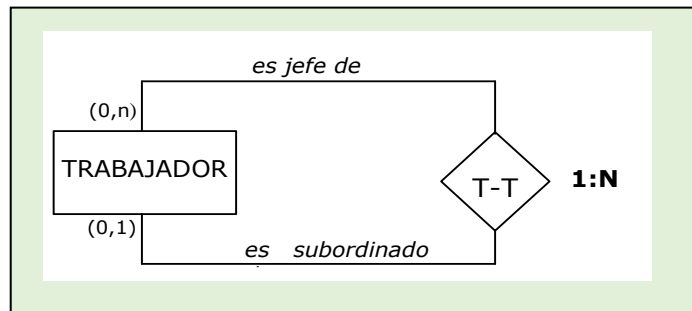 es jefe de
(0,n)
TRABAJADOR
T-T
1:N
(0,1)
es subordinado